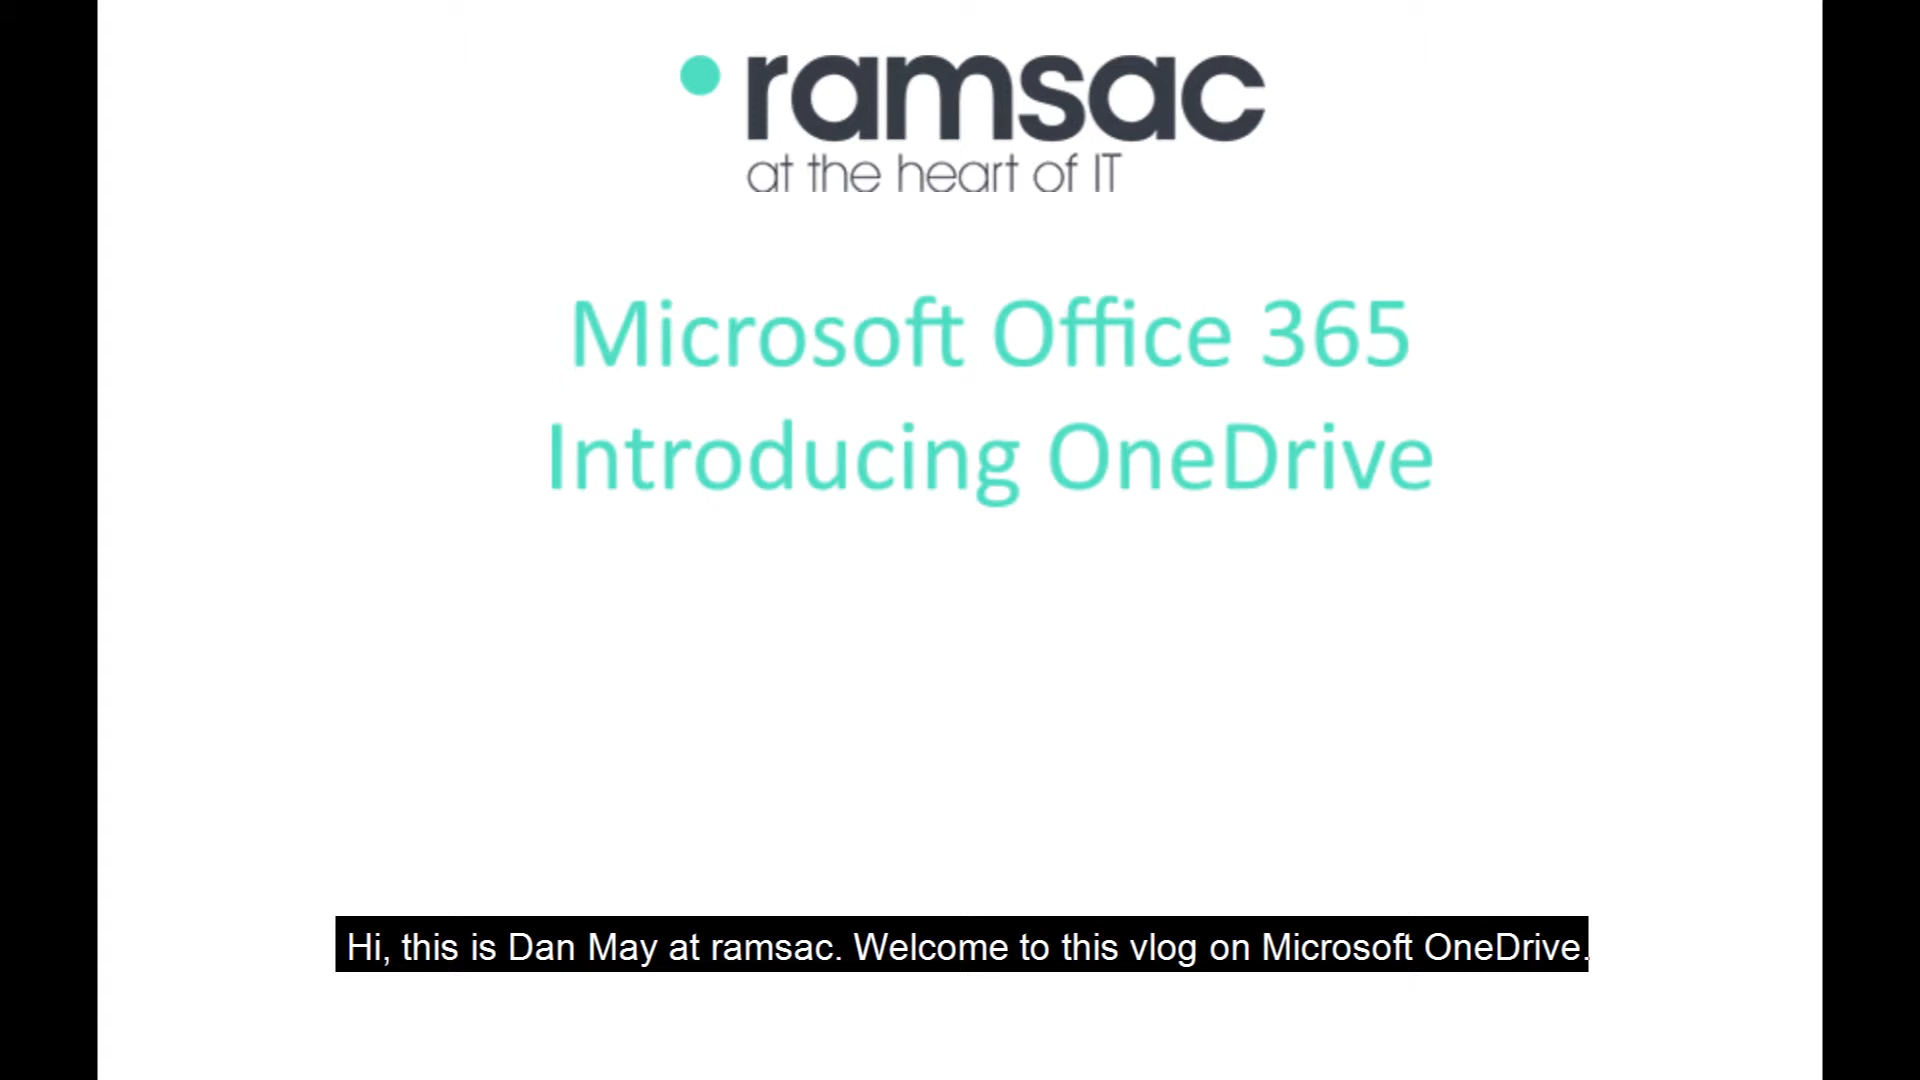 ramsac
at the heart of IT
Microsoft Office 365
Introducing OneDrive
Hi, this is Dan May at ramsac. Welcome to this vlog on Microsoft OneDrive.